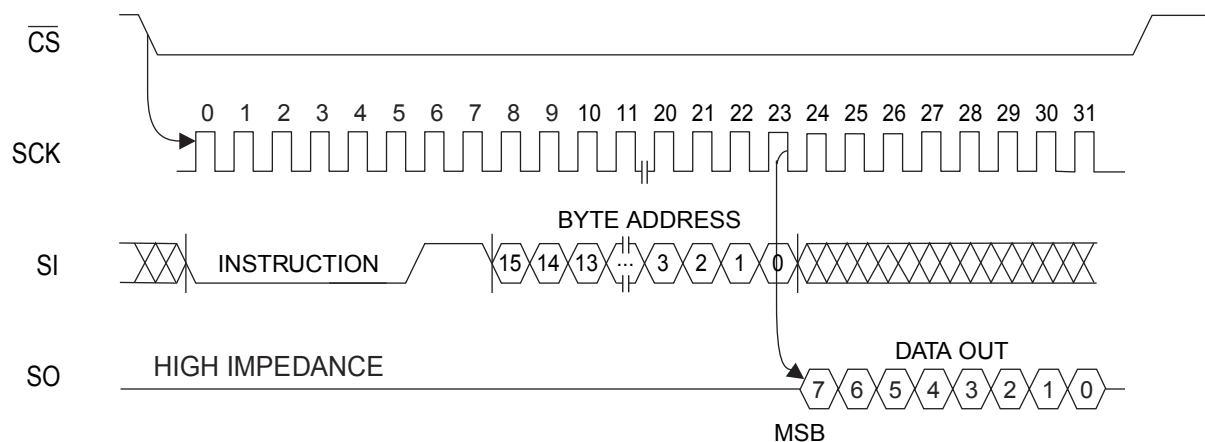 CS
0 1 2 3 4 5 6 7 8 9 10 11 20 21 22 23 24 25 26 27 28 29 30 31
SCK
BYTE ADDRESS
SI INSTRUCTION 15 14 13 ... 3 2 1 0
DATA OUT
SO HIGH IMPEDANCE 7 6 5 4 3 2 1 0
MSB